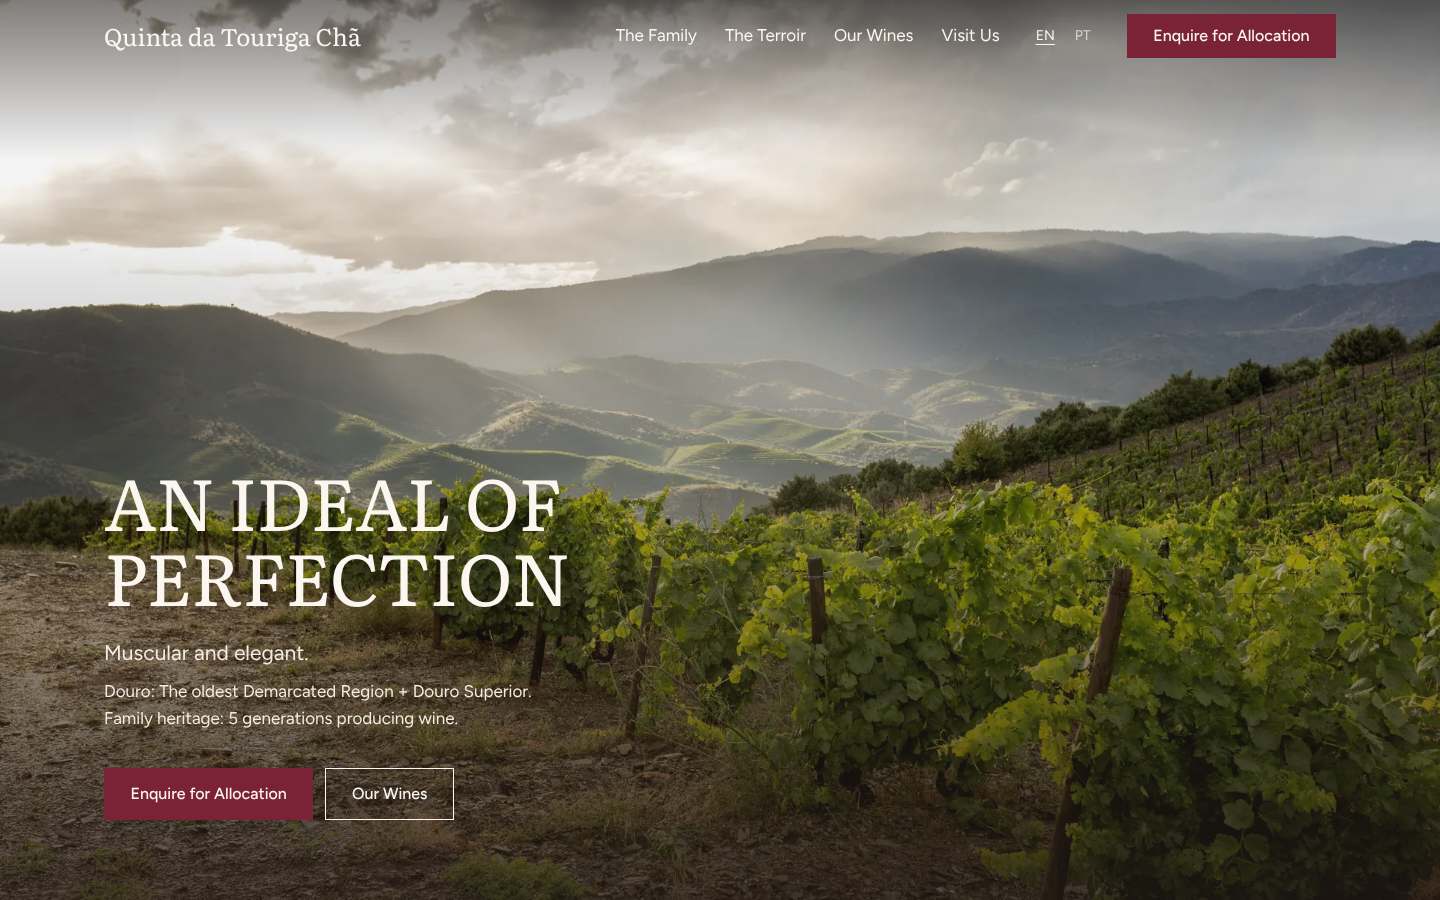 Quinta da Touriga Chã
The Family
The Terroir
Our Wines
Visit Us
EN
PT
Enquire for Allocation
AN IDEAL OF
PERFECTION
Muscular and elegant.
Douro: The oldest Demarcated Region + Douro Superior.
Family heritage: 5 generations producing wine.
Enquire for Allocation
Our Wines